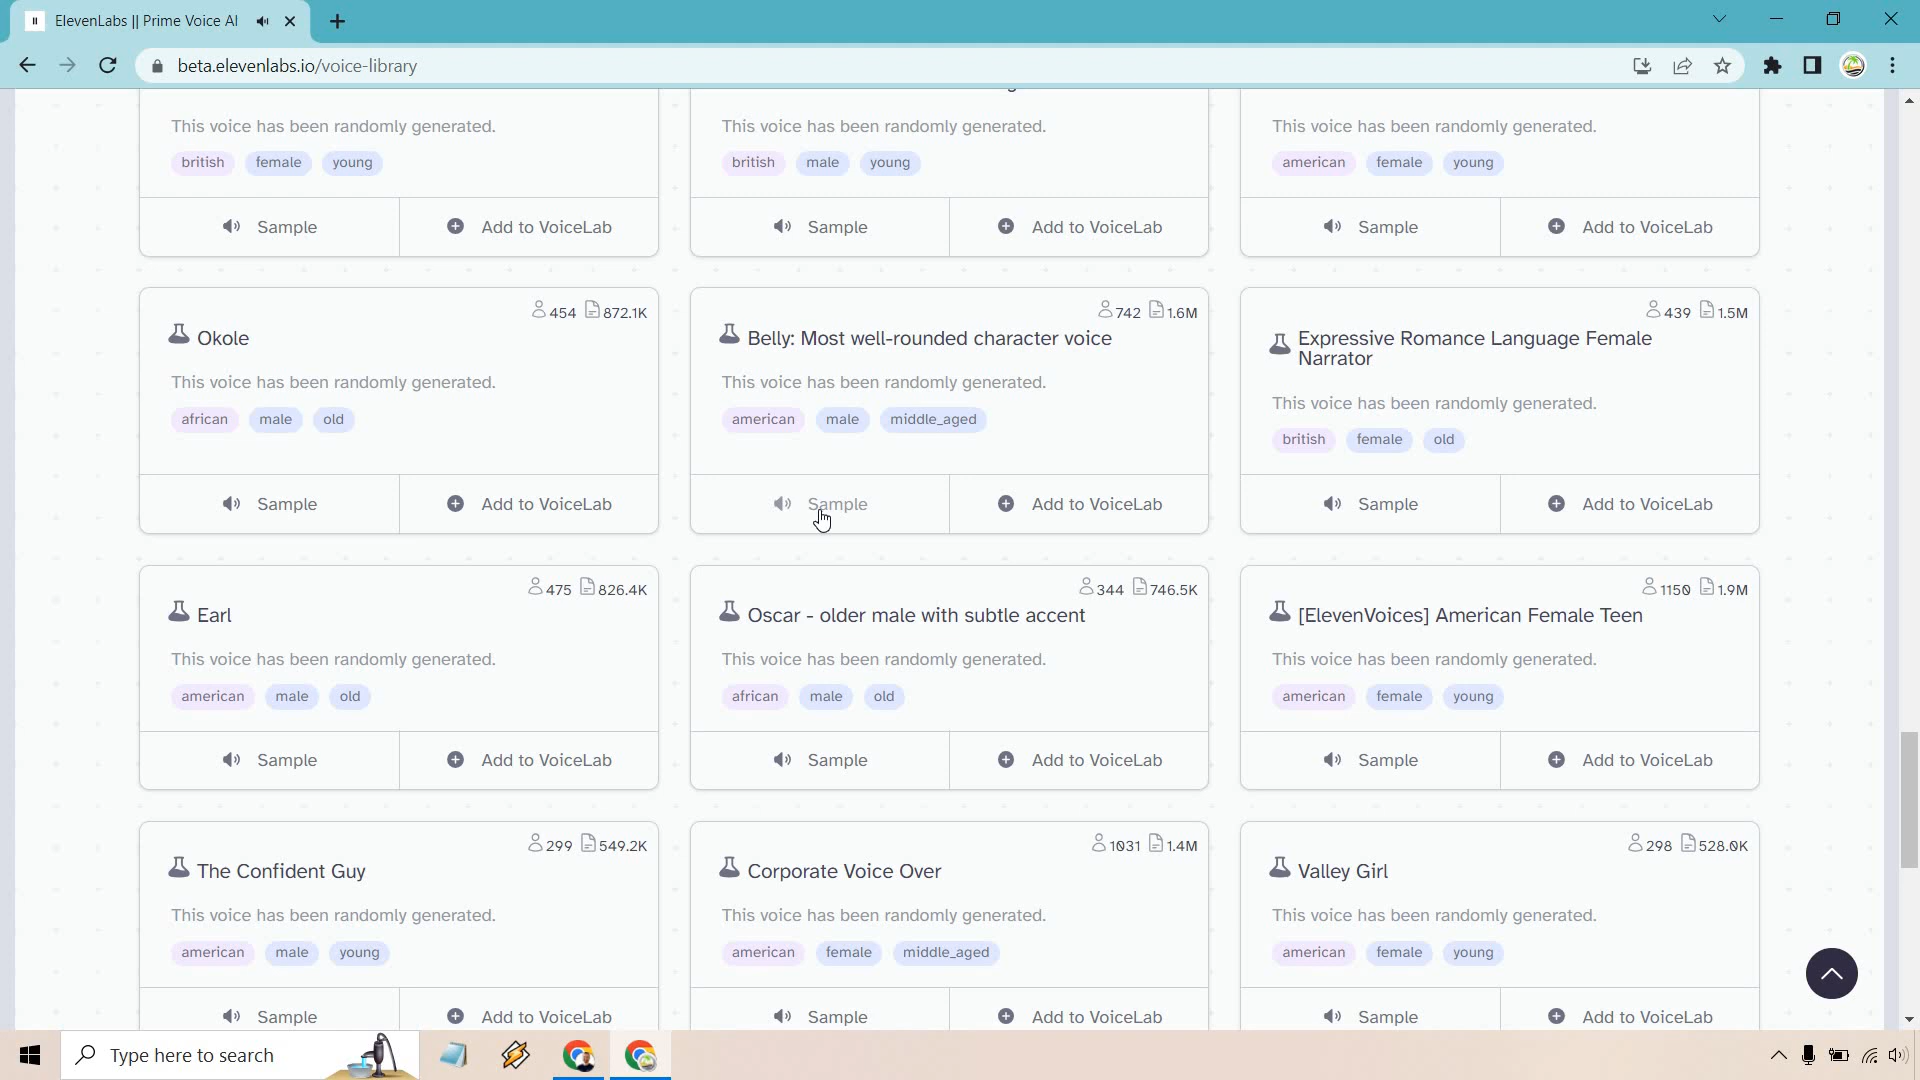 ElevenLabs || Prime Voice AI
beta.elevenlabs.io/voice-library
This voice has been randomly generated.
british female young
Sample Add to VoiceLab
This voice has been randomly generated.
british male young
Sample Add to VoiceLab
This voice has been randomly generated.
american female young
Sample Add to VoiceLab
454 872.1K
Okole
This voice has been randomly generated.
african male old
Sample Add to VoiceLab
742 1.6M
Belly: Most well-rounded character voice
This voice has been randomly generated.
american male middle_aged
Sample Add to VoiceLab
439 1.5M
Expressive Romance Language Female
Narrator
This voice has been randomly generated.
british female old
Sample Add to VoiceLab
475 826.4K
Earl
This voice has been randomly generated.
american male old
Sample Add to VoiceLab
344 746.5K
Oscar - older male with subtle accent
This voice has been randomly generated.
african male old
Sample Add to VoiceLab
1150 1.9M
[ElevenVoices] American Female Teen
This voice has been randomly generated.
american female young
Sample Add to VoiceLab
299 549.2K
The Confident Guy
This voice has been randomly generated.
american male young
Sample Add to VoiceLab
1031 1.4M
Corporate Voice Over
This voice has been randomly generated.
american female middle_aged
Sample Add to VoiceLab
298 528.0K
Valley Girl
This voice has been randomly generated.
american female young
Sample Add to VoiceLab
Type here to search